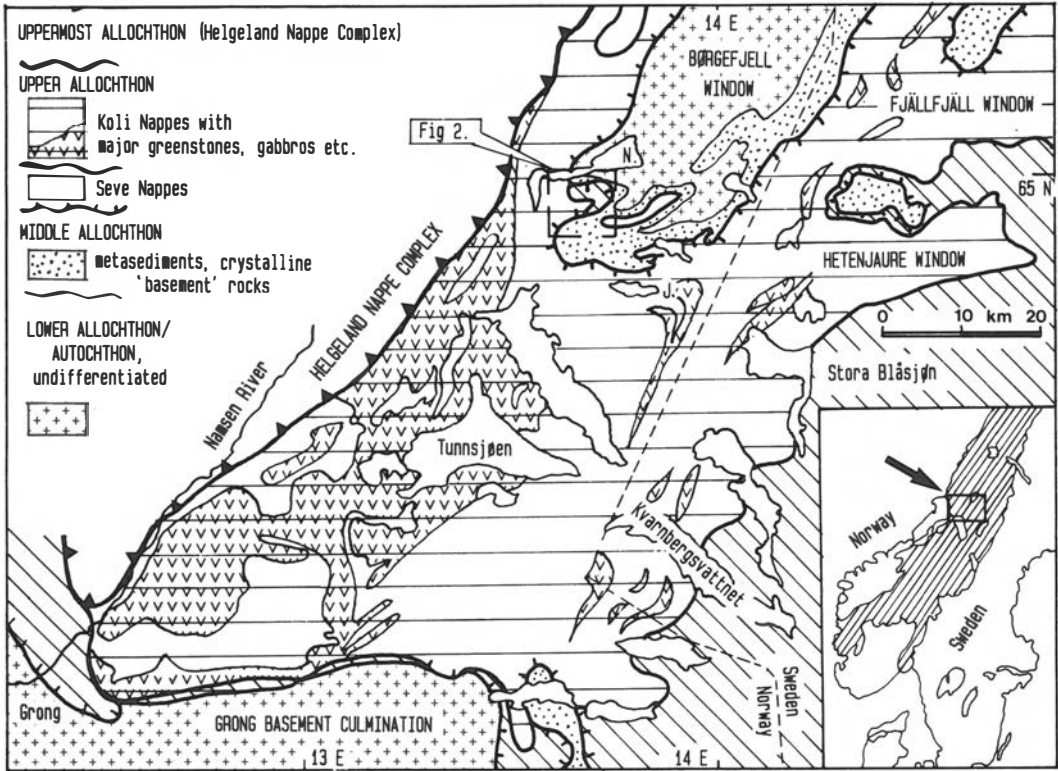 UPPERMOST ALLOCHTHON (Helgeland Nappe Complex)
UPPER ALLOCHTHON
Koli Nappes with
major greenstones, gabbros etc.
Seve Nappes
MIDDLE ALLOCHTHON
metasediments, crystalline
'basement' rocks
LOWER ALLOCHTHON/
AUTOCHTHON,
undifferentiated
14 E
BØRGEFJELL
WINDOW
FJÄLLFJÄLL WINDOW
Fig 2.
N
65 N
HETENJAURE WINDOW
HELGELAND NAPPE COMPLEX
J
0 10 km 20
Stora Blåsjøn
Namsen River
Tunnsjøen
Kvarnbergsvattnet
Norway
Sweden
Sweden
Norway
Grong
GRONG BASEMENT CULMINATION
13 E
14 E